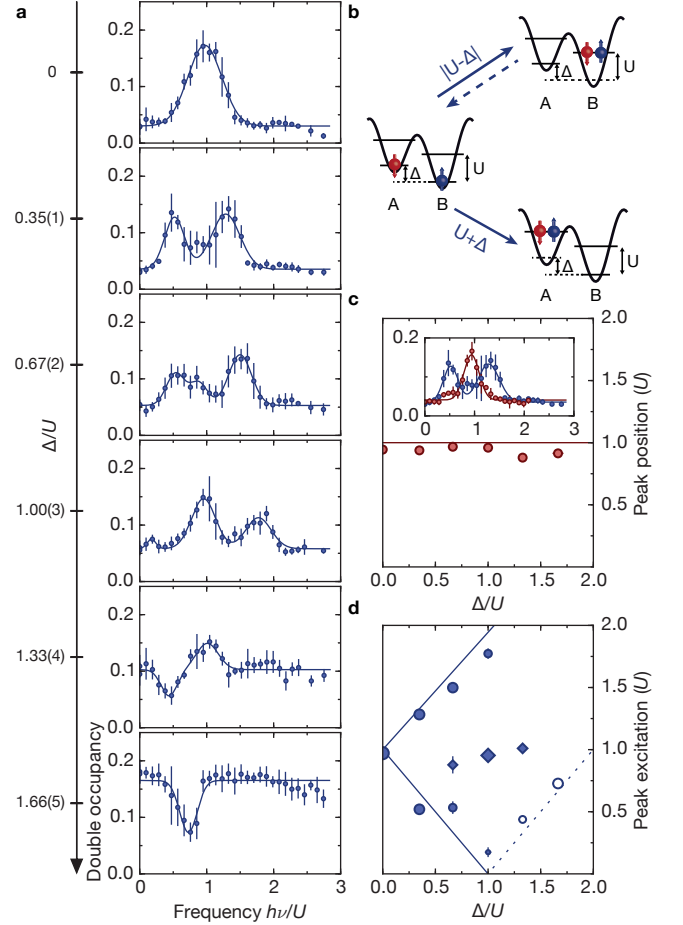 a
0
0.35(1)
0.67(2)
1.00(3)
1.33(4)
1.66(5)
Δ/U
0.2
0.1
0.0
0.2
0.1
0.0
0.2
0.1
0.0
0.2
0.1
0.0
0.2
0.1
0.0
0.2
0.1
0.0
Double occupancy
0 1 2 3
Frequency hν/U
b
|U-Δ|
Δ U
A B
Δ U
A B
U+Δ
Δ U
A B
c
0.2
0.0
0 1 2 3
2.0
1.5
1.0
0.5
Peak position (U)
0.0 0.5 1.0 1.5 2.0
Δ/U
d
2.0
1.5
1.0
0.5
Peak excitation (U)
0.0 0.5 1.0 1.5 2.0
Δ/U